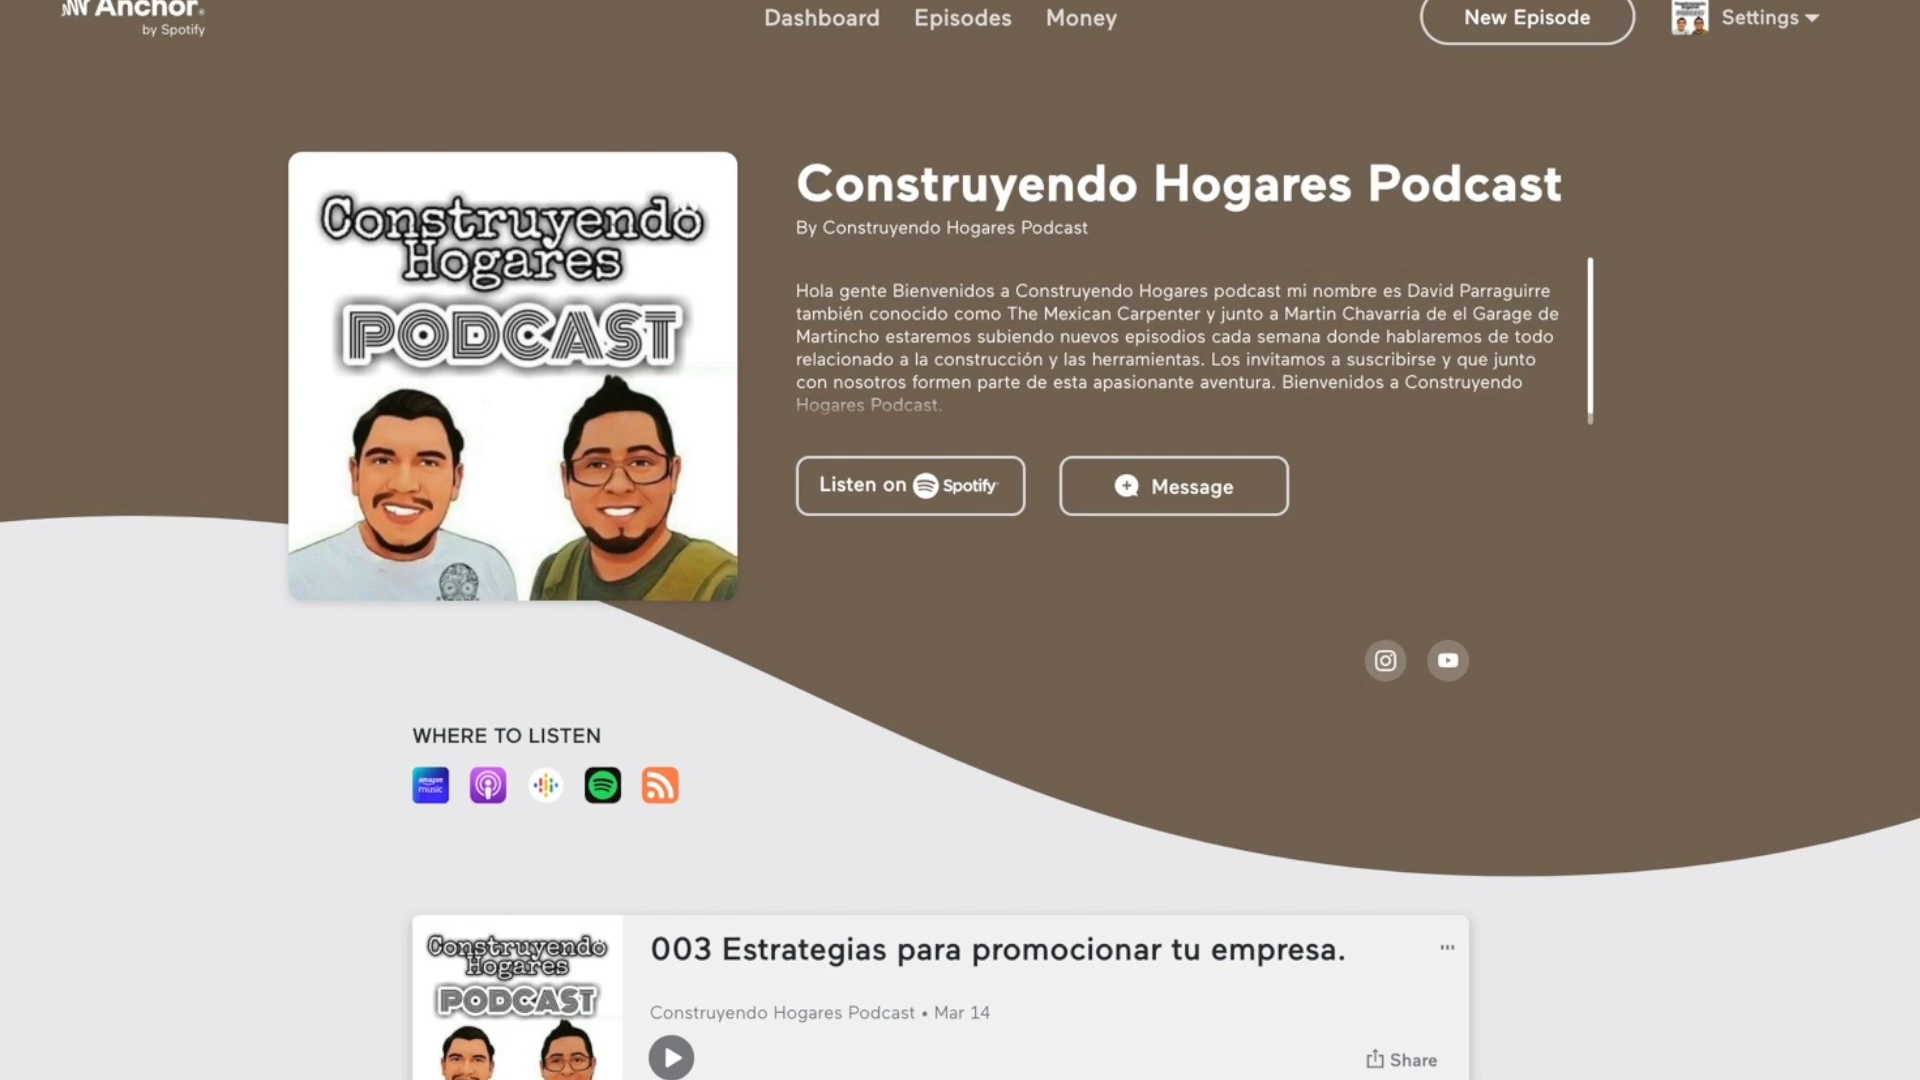 Anchor
by Spotify
Dashboard
Episodes
Money
New Episode
Settings
Construyendo
Hogares
PODCAST
Construyendo Hogares Podcast
By Construyendo Hogares Podcast
Hola gente Bienvenidos a Construyendo Hogares podcast mi nombre es David Parraguirre
también conocido como The Mexican Carpenter y junto a Martin Chavarria de el Garage de
Martincho estaremos subiendo nuevos episodios cada semana donde hablaremos de todo
relacionado a la construcción y las herramientas. Los invitamos a suscribirse y que junto
con nosotros formen parte de esta apasionante aventura. Bienvenidos a Construyendo
Hogares Podcast.
Listen on Spotify
Message
WHERE TO LISTEN
amazon
music
Construyendo
Hogares
PODCAST
003 Estrategias para promocionar tu empresa.
Construyendo Hogares Podcast • Mar 14
Share